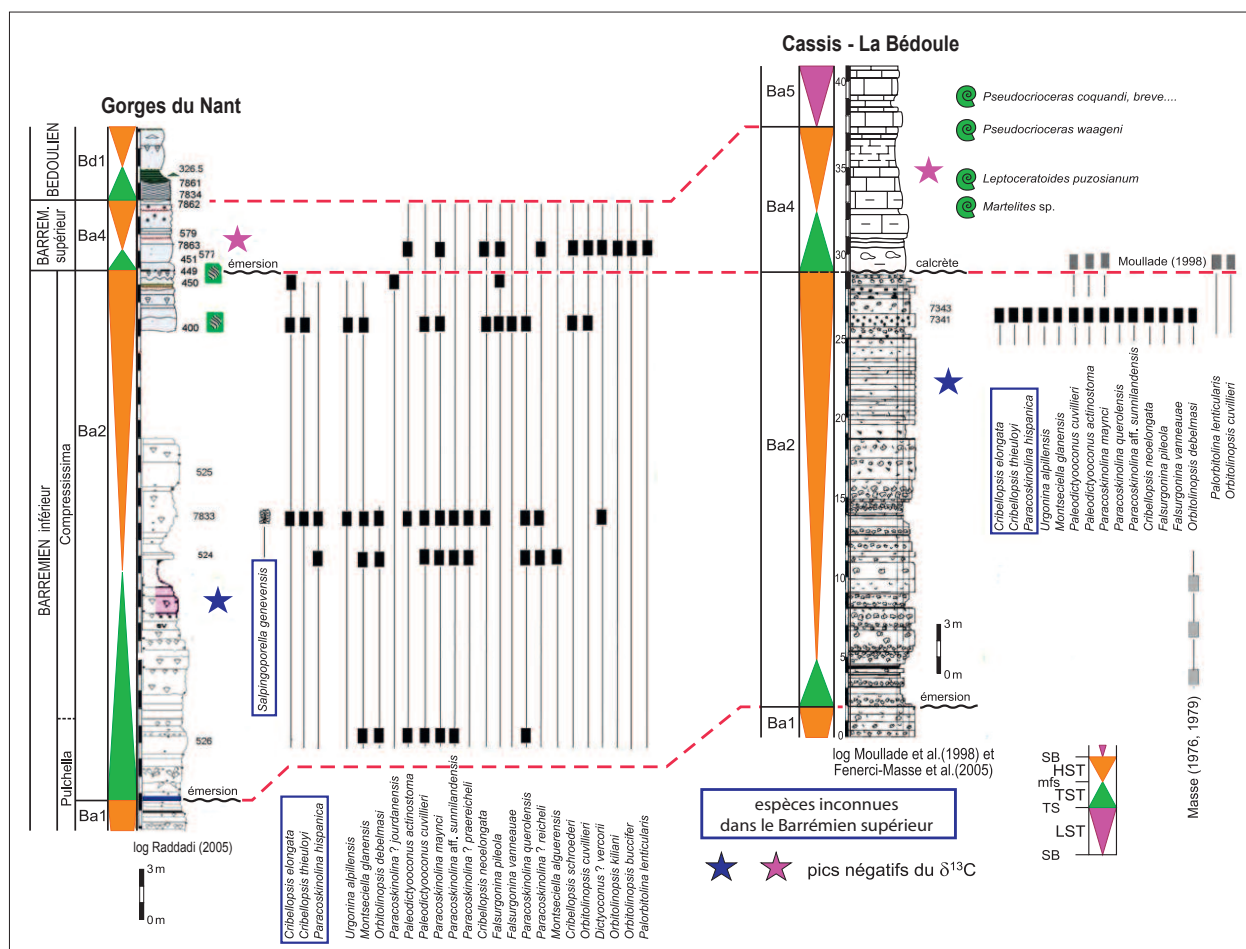 Cassis - La Bédoule
Gorges du Nant
BEDOULIEN
Bd1
BARREM. supérieur
Ba4
BARREMIEN inférieur
Compressissima
Pulchella
Ba2
Ba1
326.5
7861
7834
7862
579
7863
577
451
449
450
400
525
7833
524
526
émersion
émersion
log Raddadi (2005)
3 m
0 m
Salpingoporella genevensis
Cribellopsis elongata
Cribellopsis thieuloyi
Paracoskinolina hispanica
Urgonina alpillensis
Montseciella glanensis
Orbitolinopsis debelmasi
Paracoskinolina ? jourdanensis
Paleodictyoconus actinostoma
Paleodictyoconus cuvillieri
Paracoskinolina maynci
Paracoskinolina aff. sunnilandensis
Paracoskinolina ? praereicheli
Cribellopsis neoelongata
Falsurgonina pileola
Falsurgonina vanneauae
Paracoskinolina querolensis
Paracoskinolina ? reicheli
Montseciella alguerensis
Cribellopsis schroederi
Orbitolinopsis cuvillieri
Dictyoconus ? vercorii
Orbitolinopsis kiliani
Orbitolinopsis buccifer
Palorbitolina lenticularis
Ba5
Ba4
Ba2
Ba1
40
35
30
25
20
15
10
5
0
Pseudocrioceras coquandi, breve....
Pseudocrioceras waageni
Leptoceratoides puzosianum
Martelites sp.
calcrète
Moullade (1998)
7343
7341
Cribellopsis elongata
Cribellopsis thieuloyi
Paracoskinolina hispanica
Urgonina alpillensis
Montseciella glanensis
Paleodictyooconus cuvillieri
Paleodictyooconus actinostoma
Paracoskinolina maynci
Paracoskinolina querolensis
Paracoskinolina aff. sunnilandensis
Cribellopsis neoelongata
Falsurgonina pileola
Falsurgonina vanneauae
Orbitolinopsis debelmasi
Palorbitolina lenticularis
Orbitolinopsis cuvillieri
3 m
0 m
émersion
Masse (1976, 1979)
log Moullade et al.(1998) et
Fenerci-Masse et al.(2005)
espèces inconnues
dans le Barrémien supérieur
pics négatifs du δ13C
SB
HST
mfs
TST
TS
LST
SB